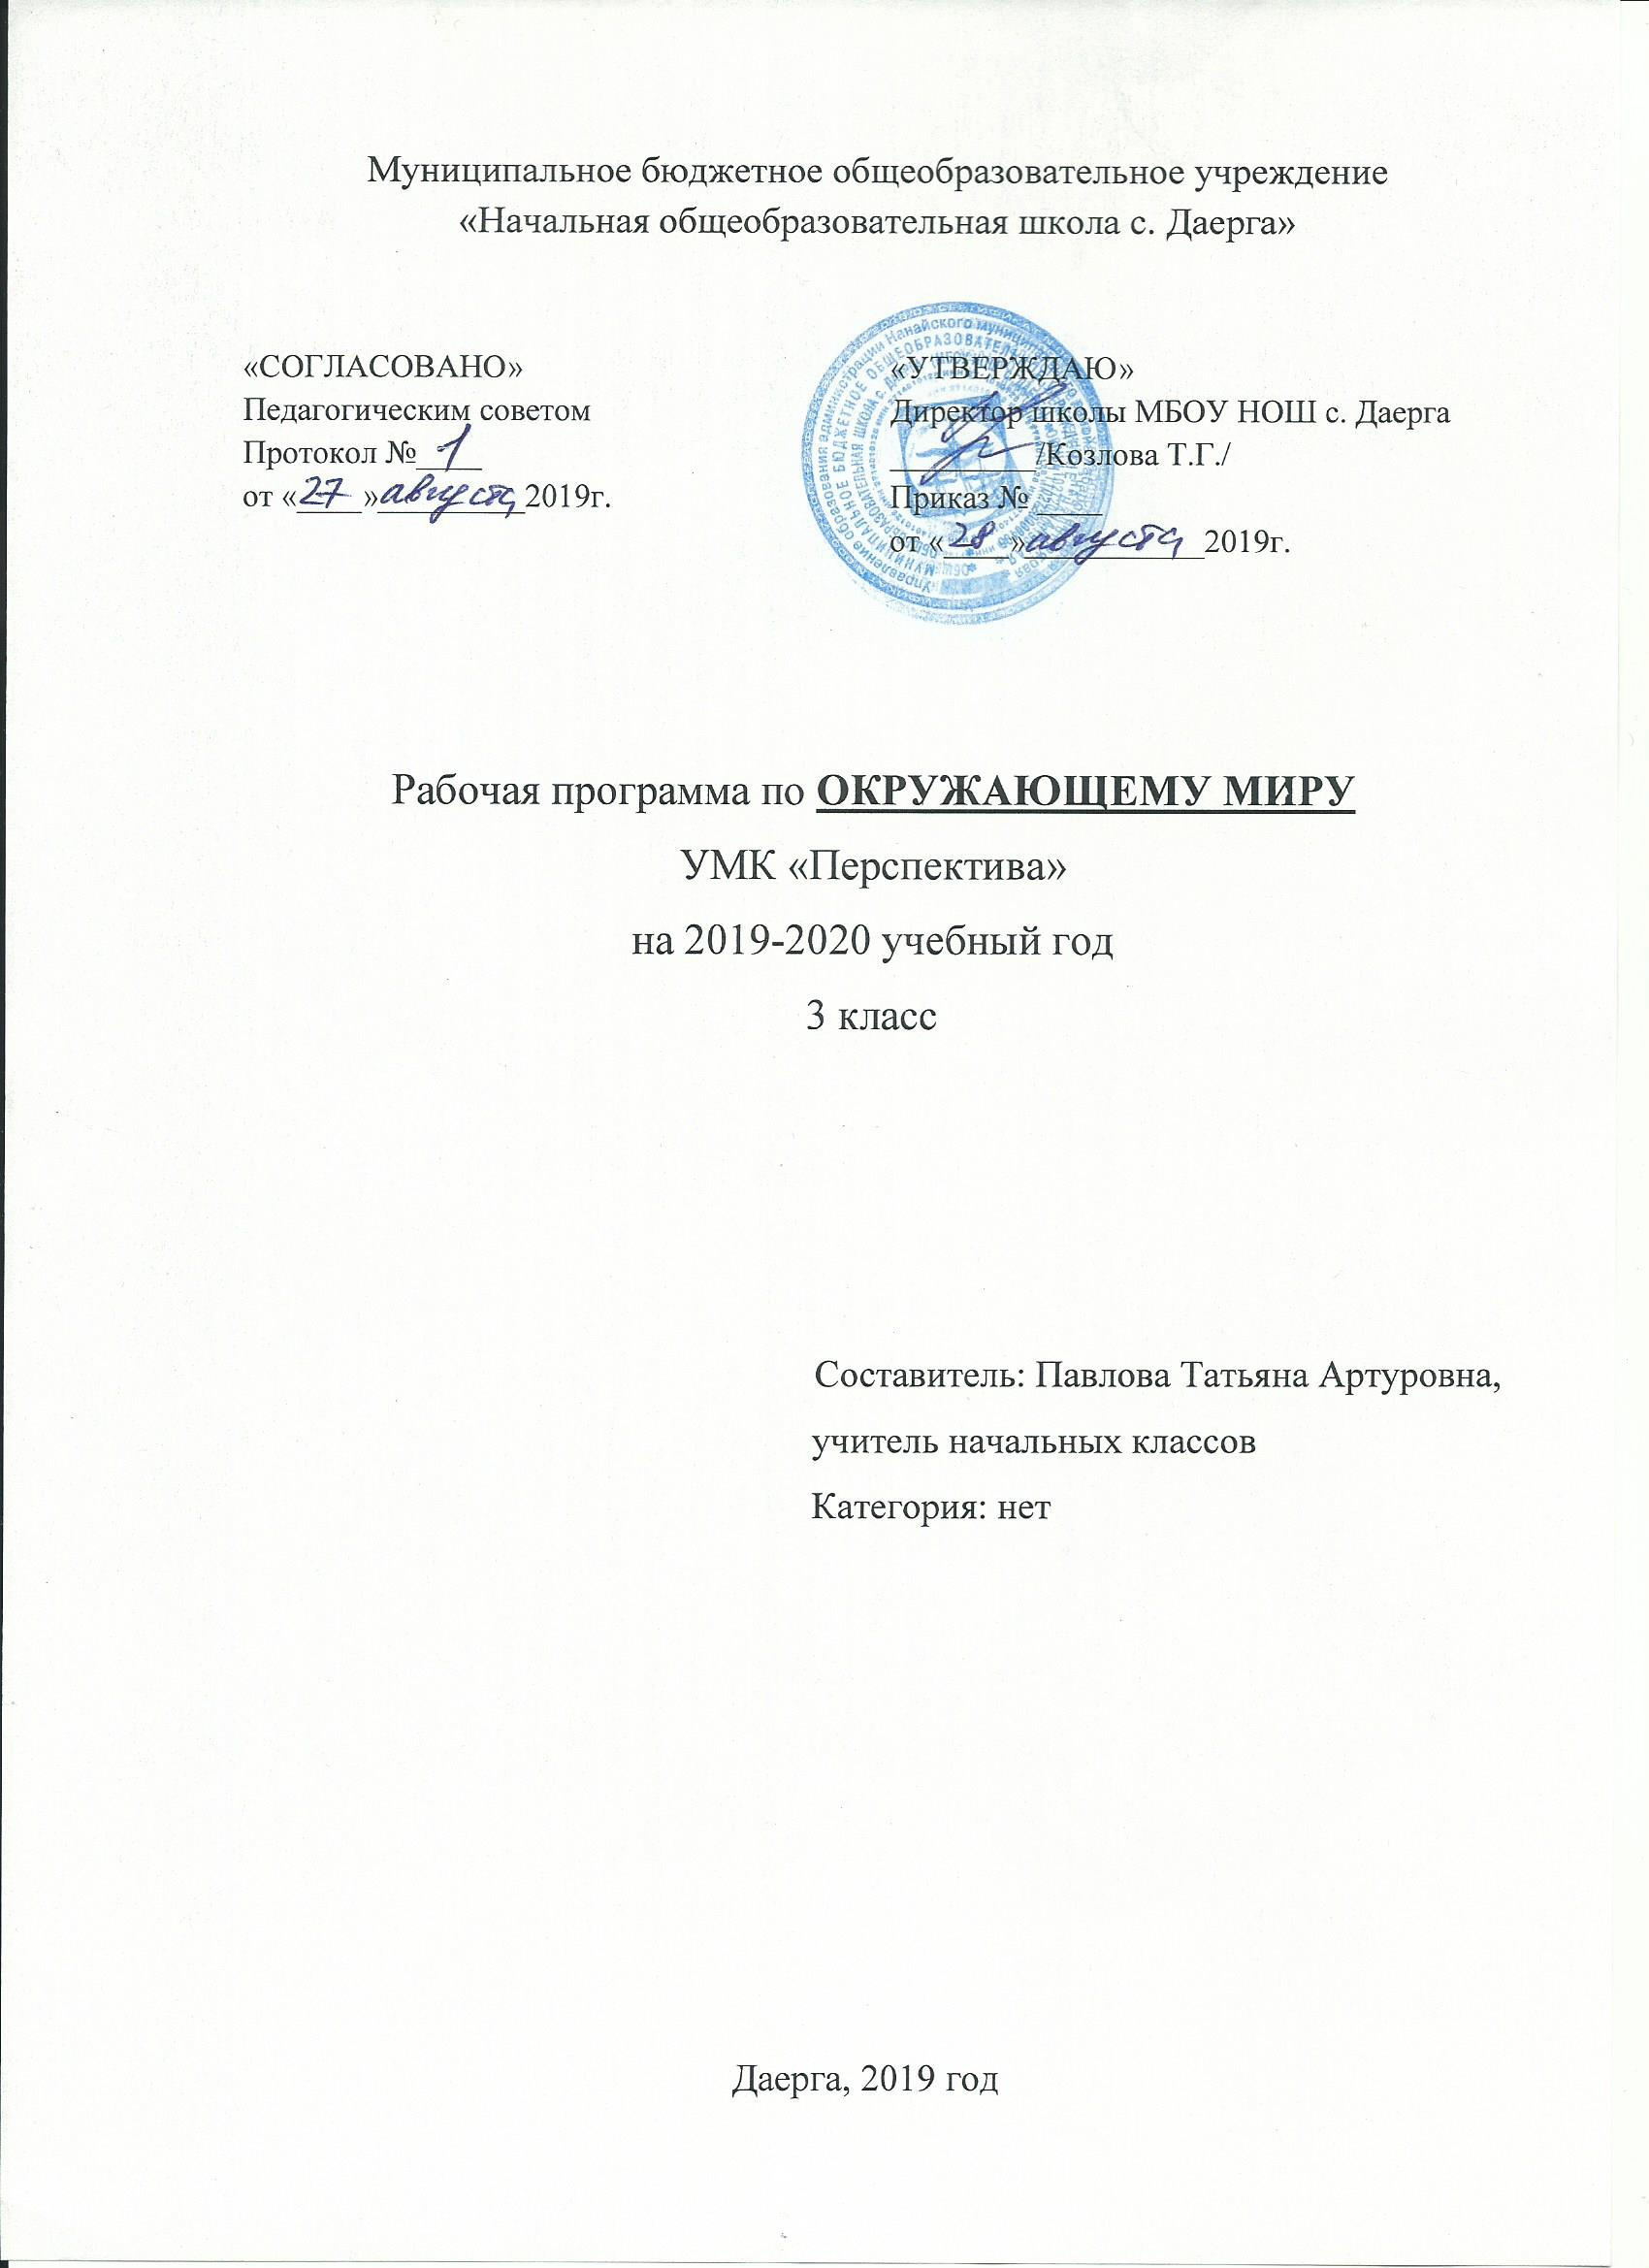 Муниципальное бюджетное общеобразовательное учреждение
«Начальная общеобразовательная школа с. Даерга»
«СОГЛАСОВАНО»
Педагогическим советом
Протокол № 1
от «27» августа 2019г.
«УТВЕРЖДАЮ»
Директор школы МБОУ НОШ с. Даерга
/Козлова Т.Г./
Приказ № ____
от «28» августа 2019г.
Рабочая программа по ОКРУЖАЮЩЕМУ МИРУ
УМК «Перспектива»
на 2019-2020 учебный год
3 класс
Составитель: Павлова Татьяна Артуровна,
учитель начальных классов
Категория: нет
Даерга, 2019 год